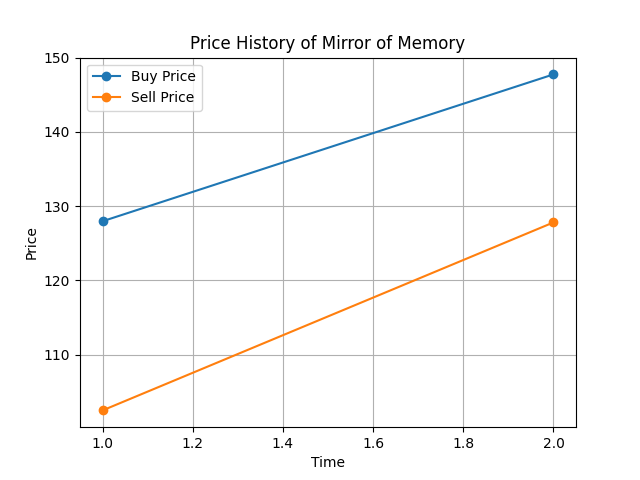 Price History of Mirror of Memory
Buy Price
Sell Price
Price
150
140
130
120
110
1.0 1.2 1.4 1.6 1.8 2.0
Time